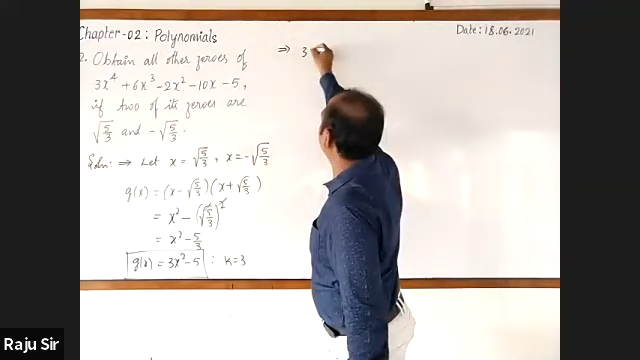 Chapter-02: Polynomials
Date: 18.06.2021
2. Obtain all other zeroes of
3x⁴ + 6x³ - 2x² - 10x - 5,
if two of its zeroes are
√(5/3) and -√(5/3).
Soln: ⇒ Let x = √(5/3), x = -√(5/3)
g(x) = (x - √(5/3)) (x + √(5/3))
= x² - (√(5/3))²
= x² - 5/3
g(x) = 3x² - 5 : K=3
⇒ 3
Raju Sir